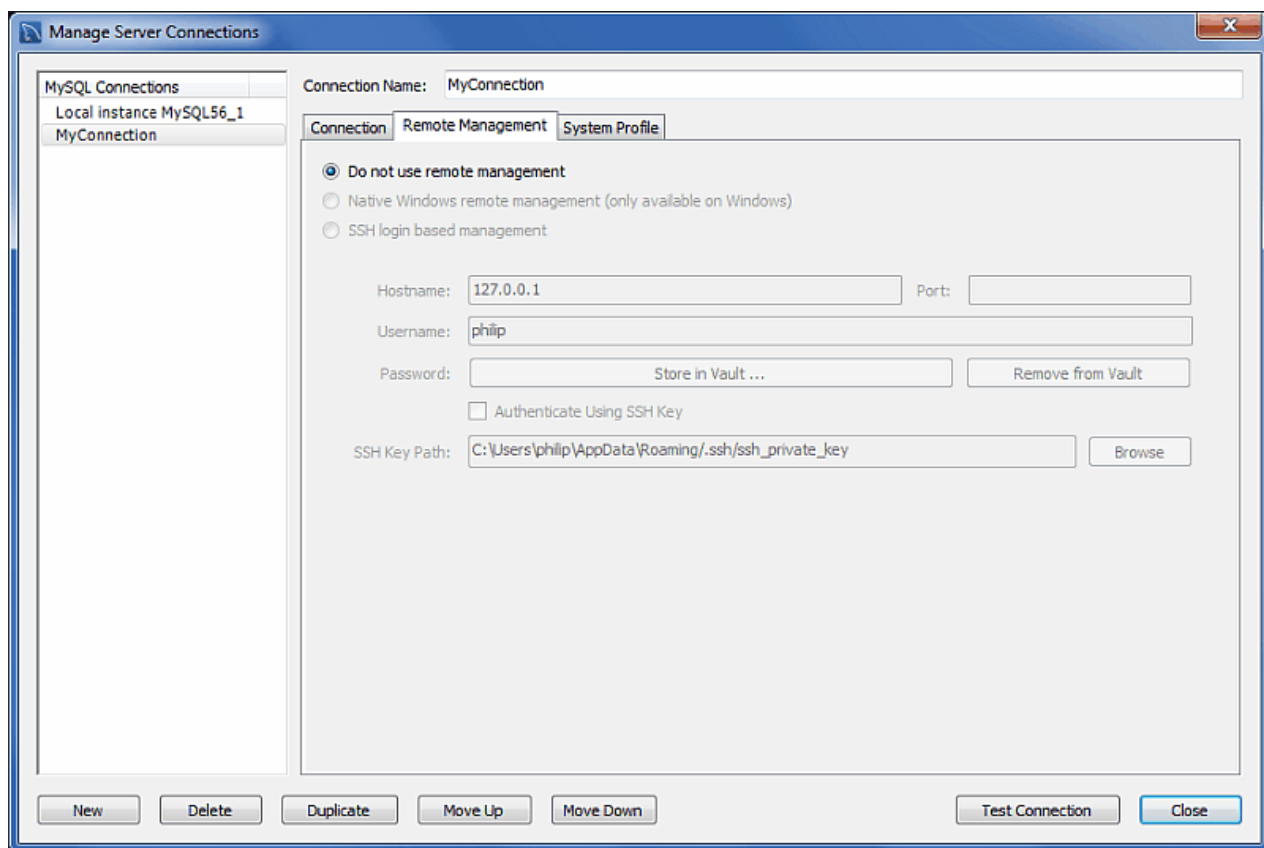 Manage Server Connections
MySQL Connections
Local instance MySQL56_1
MyConnection
Connection Name: MyConnection
Connection Remote Management System Profile
Do not use remote management
Native Windows remote management (only available on Windows)
SSH login based management
Hostname: 127.0.0.1 Port:
Username: philip
Password: Store in Vault ... Remove from Vault
Authenticate Using SSH Key
SSH Key Path: C:\Users\philip\AppData\Roaming/.ssh/ssh_private_key Browse
New Delete Duplicate Move Up Move Down Test Connection Close